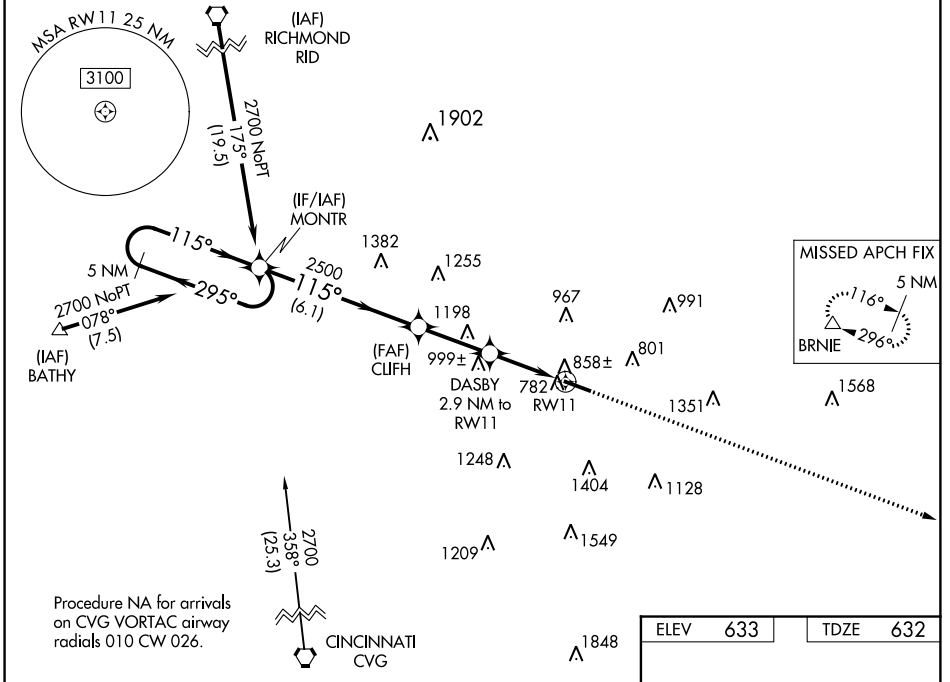 MSA RW11 25 NM
3100
(IAF)
RICHMOND
RID
2700 NoPT
175°
(19.5)
1902
(IF/IAF)
MONTR
115°
5 NM
295°
2700 NoPT
078°
(7.5)
(IAF)
BATHY
2500
115°
(6.1)
1382
1255
1198
967
991
(FAF)
CLIFH
999±
DASBY
2.9 NM to
RW11
858±
801
782
RW11
MISSED APCH FIX
5 NM
116°
296°
BRNIE
1351
1568
1248
1404
1128
1209
1549
2700
358°
(25.3)
Procedure NA for arrivals
on CVG VORTAC airway
radials 010 CW 026.
CINCINNATI
CVG
1848
ELEV 633
TDZE 632